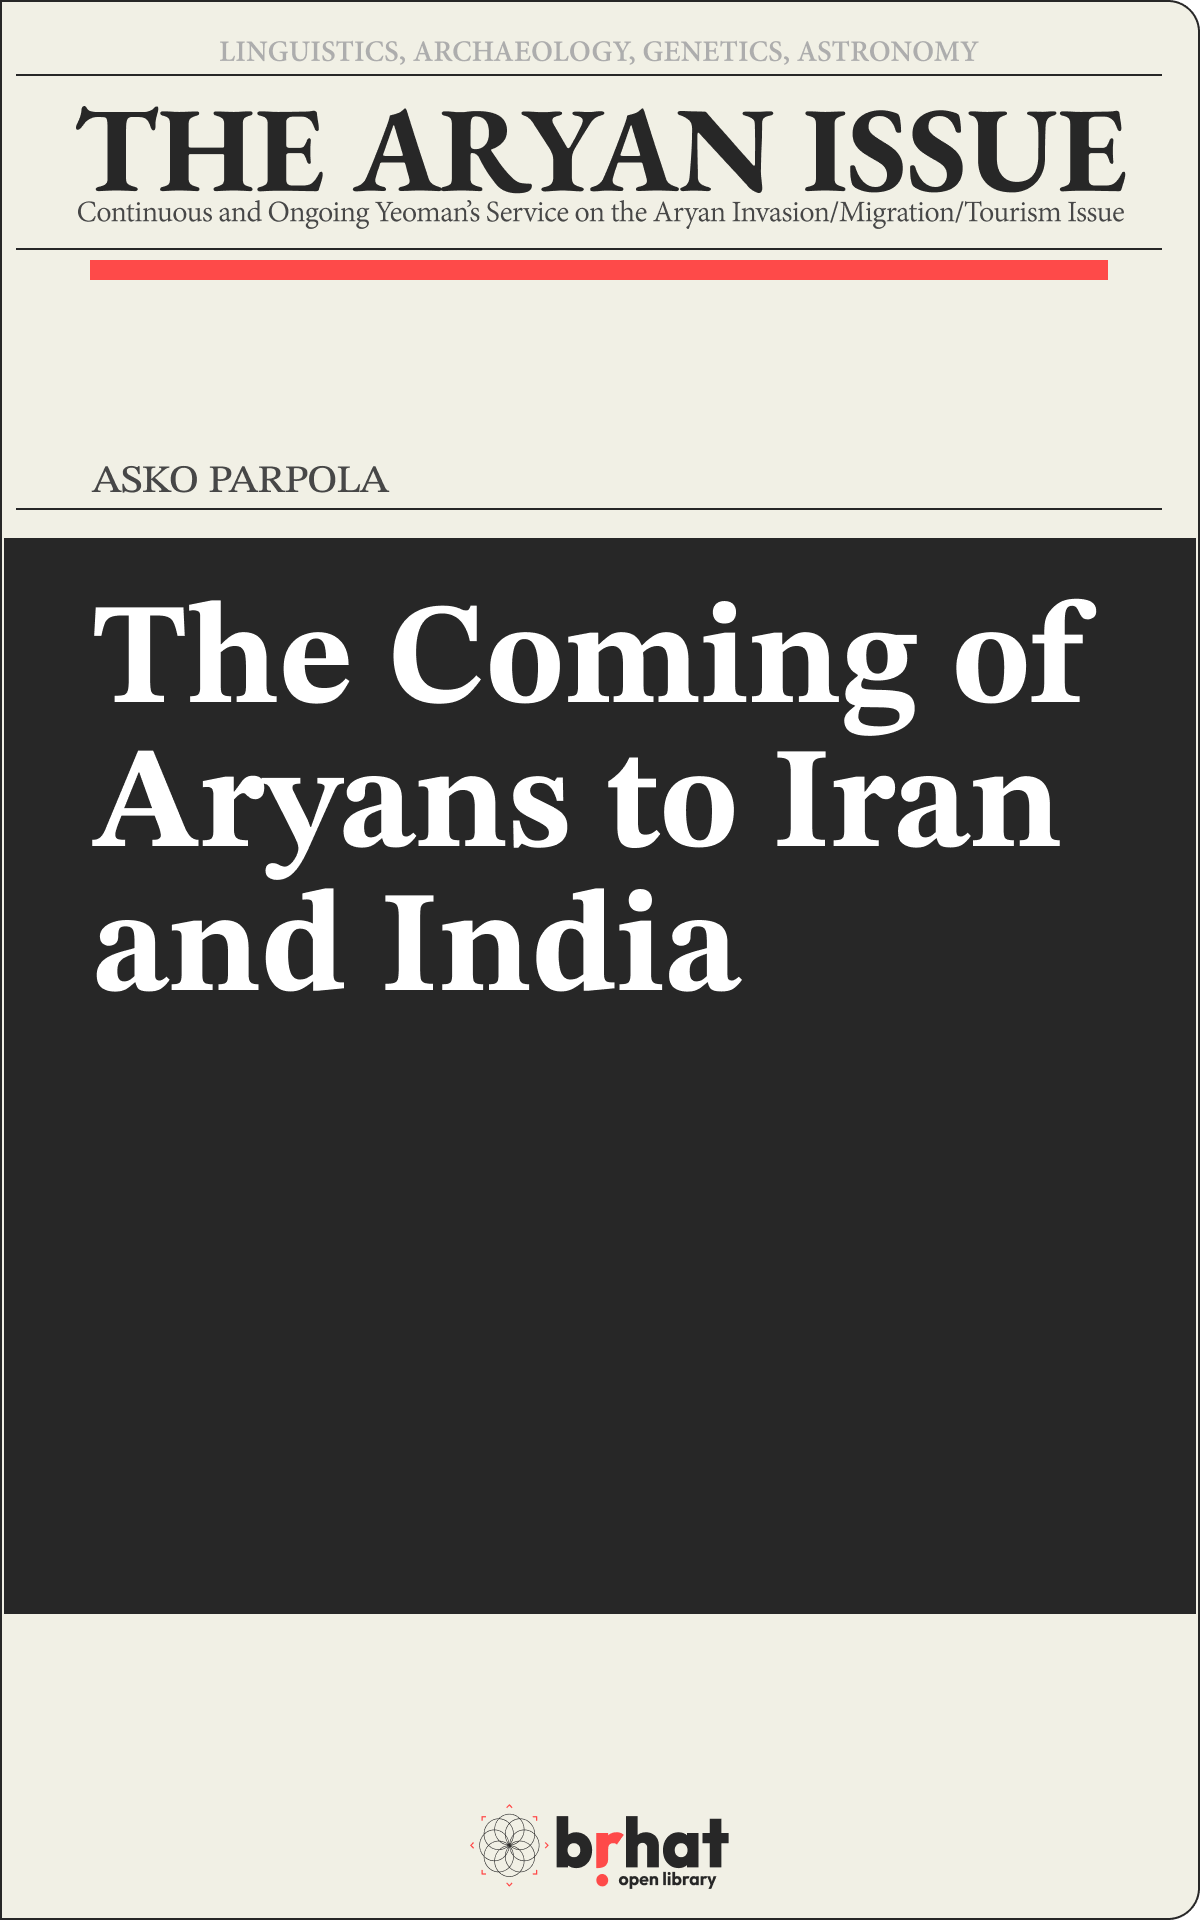 LINGUISTICS, ARCHAEOLOGY, GENETICS, ASTRONOMY
THE ARYAN ISSUE
Continuous and Ongoing Yeoman's Service on the Aryan Invasion/Migration/Tourism Issue
ASKO PARPOLA
The Coming of
Aryans to Iran
and India
bṛhat
open library